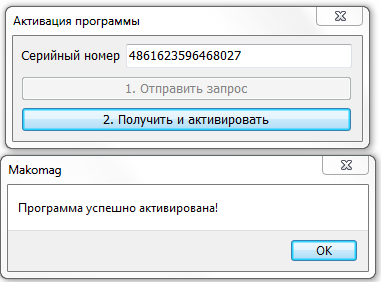 Активация программы
Серийный номер 4861623596468027
1. Отправить запрос
2. Получить и активировать
Makomag
Программа успешно активирована!
OK